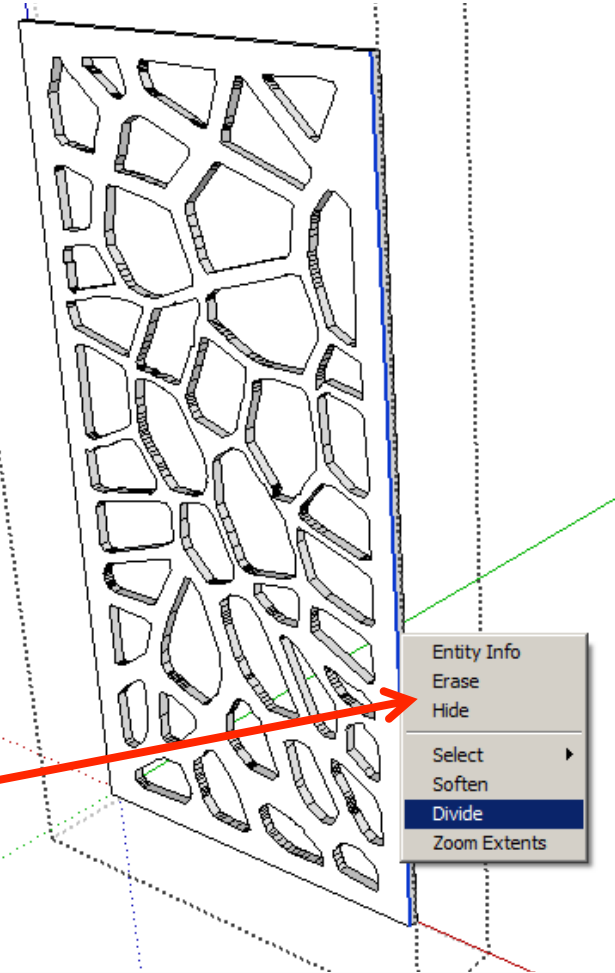 Entity Info
Erase
Hide
Select
Soften
Divide
Zoom Extents